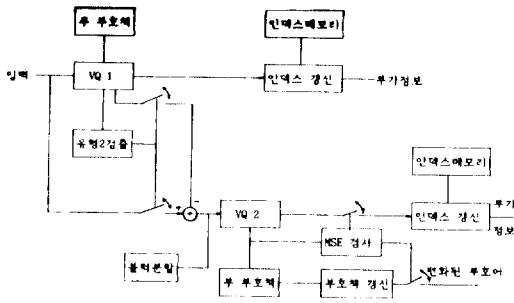 주 부호책
인덱스메모리
입력
VQ 1
인덱스 갱신
부가정보
유형2검출
인덱스메모리
VQ 2
인덱스 갱신
부가
정보
MSE 검사
블럭분할
부 부호책
부호책 갱신
변화된 부호어
+
-
+